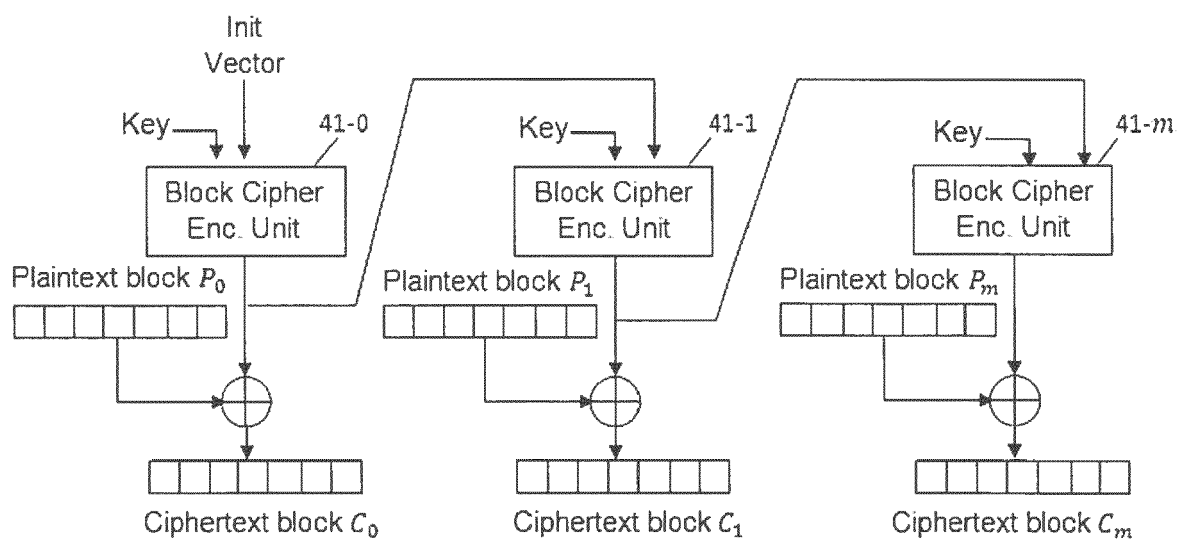 Init
Vector
Key
41-0
Key
41-1
Key
41-m
Block Cipher
Enc. Unit
Block Cipher
Enc. Unit
Block Cipher
Enc. Unit
Plaintext block P₀
Plaintext block P₁
Plaintext block Pₘ
Ciphertext block C₀
Ciphertext block C₁
Ciphertext block Cₘ